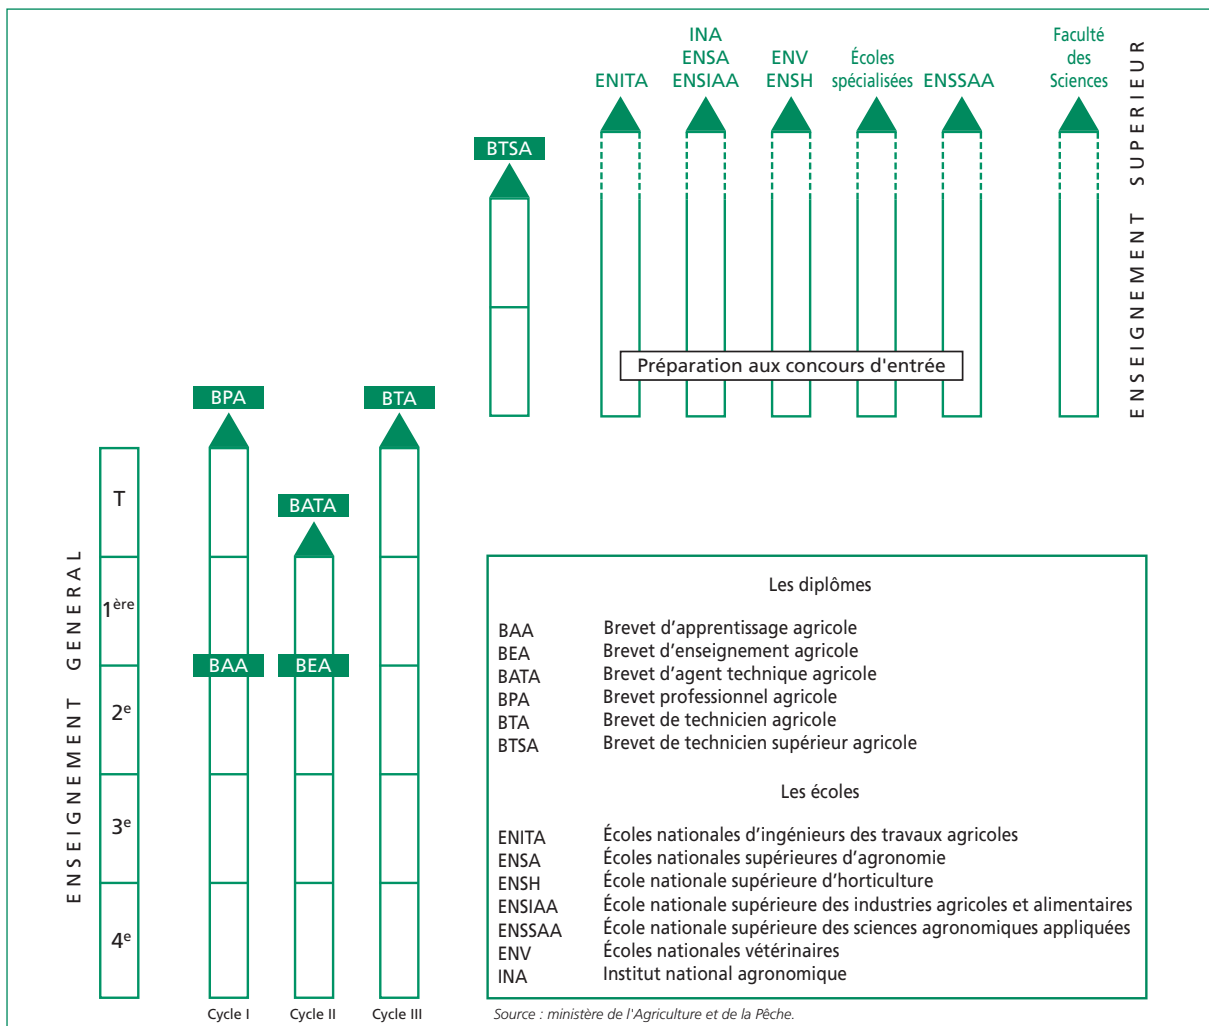 INA
ENSA
ENSIAA
ENITA
ENV
ENSH
Écoles
spécialisées
ENSSAA
Faculté
des
Sciences
ENSEIGNEMENT SUPERIEUR
BTSA
Préparation aux concours d'entrée
BPA
BTA
BATA
BAA
BEA
ENSEIGNEMENT GENERAL
T
1ère
2e
3e
4e
Cycle I
Cycle II
Cycle III
Les diplômes
BAA Brevet d'apprentissage agricole
BEA Brevet d'enseignement agricole
BATA Brevet d'agent technique agricole
BPA Brevet professionnel agricole
BTA Brevet de technicien agricole
BTSA Brevet de technicien supérieur agricole
Les écoles
ENITA Écoles nationales d'ingénieurs des travaux agricoles
ENSA Écoles nationales supérieures d'agronomie
ENSH École nationale supérieure d'horticulture
ENSIAA École nationale supérieure des industries agricoles et alimentaires
ENSSAA École nationale supérieure des sciences agronomiques appliquées
ENV Écoles nationales vétérinaires
INA Institut national agronomique
Source : ministère de l'Agriculture et de la Pêche.